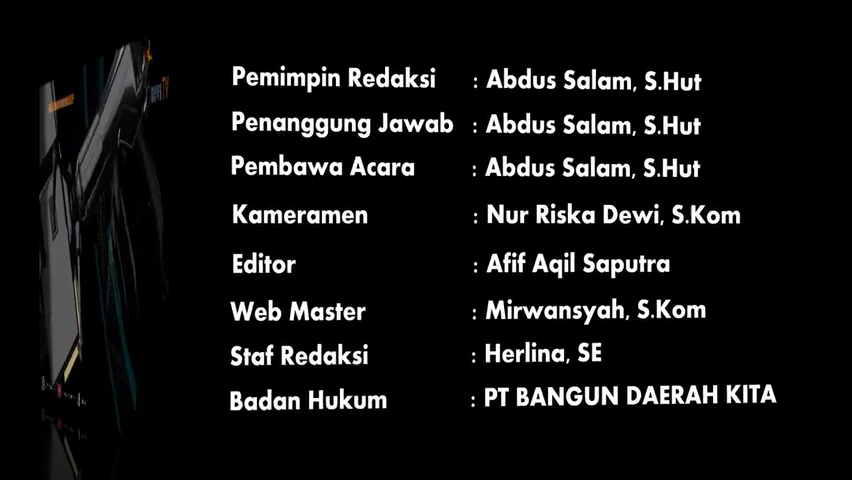 Pemimpin Redaksi : Abdus Salam, S.Hut
Penanggung Jawab : Abdus Salam, S.Hut
Pembawa Acara : Abdus Salam, S.Hut
Kameramen : Nur Riska Dewi, S.Kom
Editor : Afif Aqil Saputra
Web Master : Mirwansyah, S.Kom
Staf Redaksi : Herlina, SE
Badan Hukum : PT BANGUN DAERAH KITA